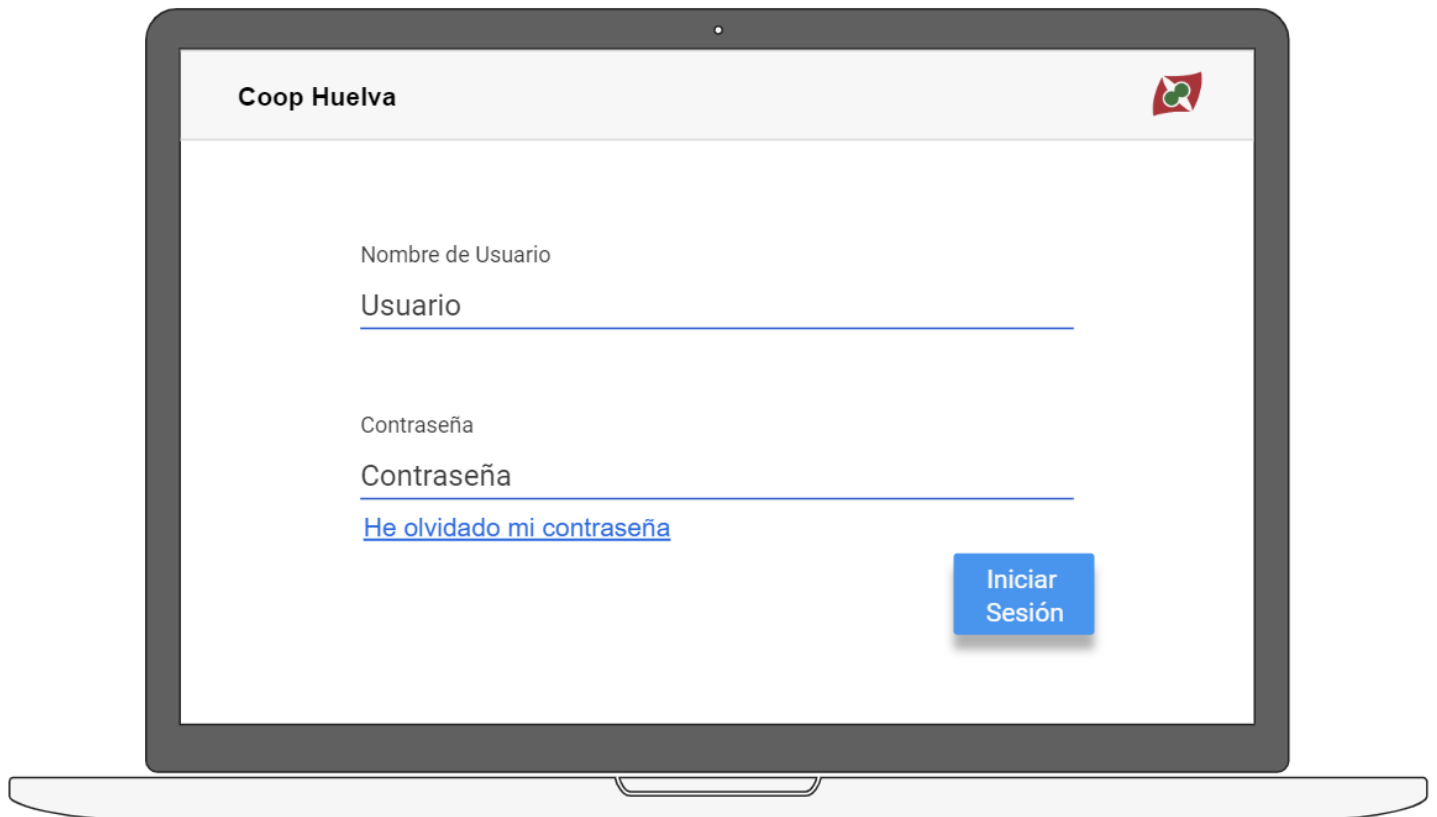 Coop Huelva
Nombre de Usuario
Usuario
Contraseña
Contraseña
He olvidado mi contraseña
Iniciar
Sesión